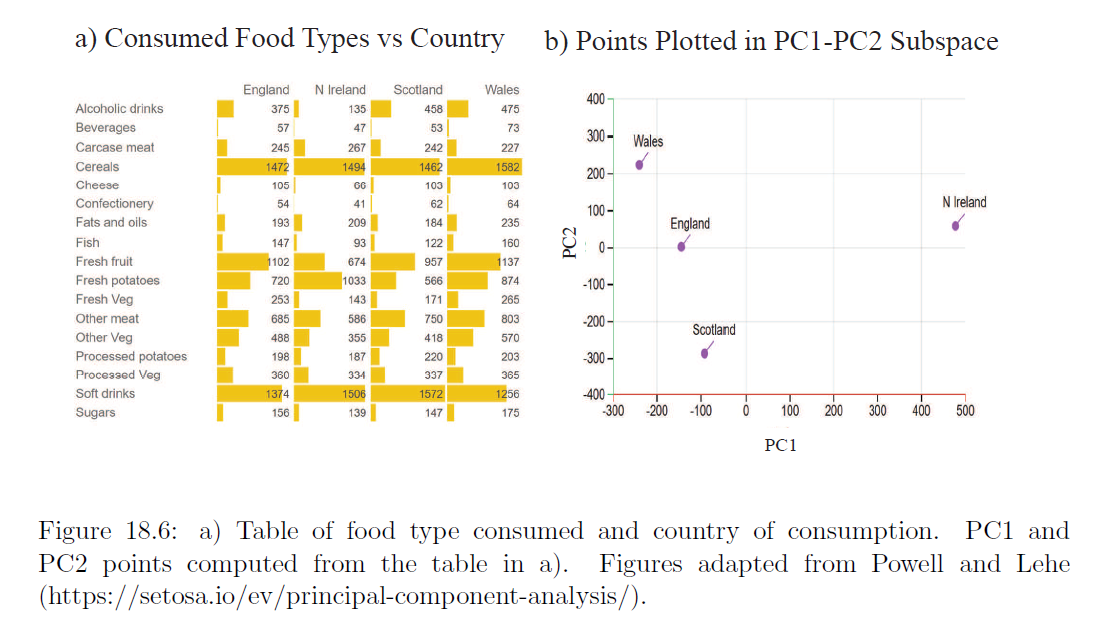 a) Consumed Food Types vs Country
England N Ireland Scotland Wales
Alcoholic drinks 375 135 458 475
Beverages 57 47 53 73
Carcase meat 245 267 242 227
Cereals 1472 1494 1462 1582
Cheese 105 66 103 103
Confectionery 54 41 62 64
Fats and oils 193 209 184 235
Fish 147 93 122 160
Fresh fruit 1102 674 957 1137
Fresh potatoes 720 1033 566 874
Fresh Veg 253 143 171 265
Other meat 685 586 750 803
Other Veg 488 355 418 570
Processed potatoes 198 187 220 203
Processed Veg 360 334 337 365
Soft drinks 1374 1506 1572 1256
Sugars 156 139 147 175
b) Points Plotted in PC1-PC2 Subspace
400
300
200
100
0
-100
-200
-300
-400
PC2
Wales
N Ireland
England
Scotland
-300 -200 -100 0 100 200 300 400 500
PC1
Figure 18.6: a) Table of food type consumed and country of consumption. PC1 and
PC2 points computed from the table in a). Figures adapted from Powell and Lehe
(https://setosa.io/ev/principal-component-analysis/).